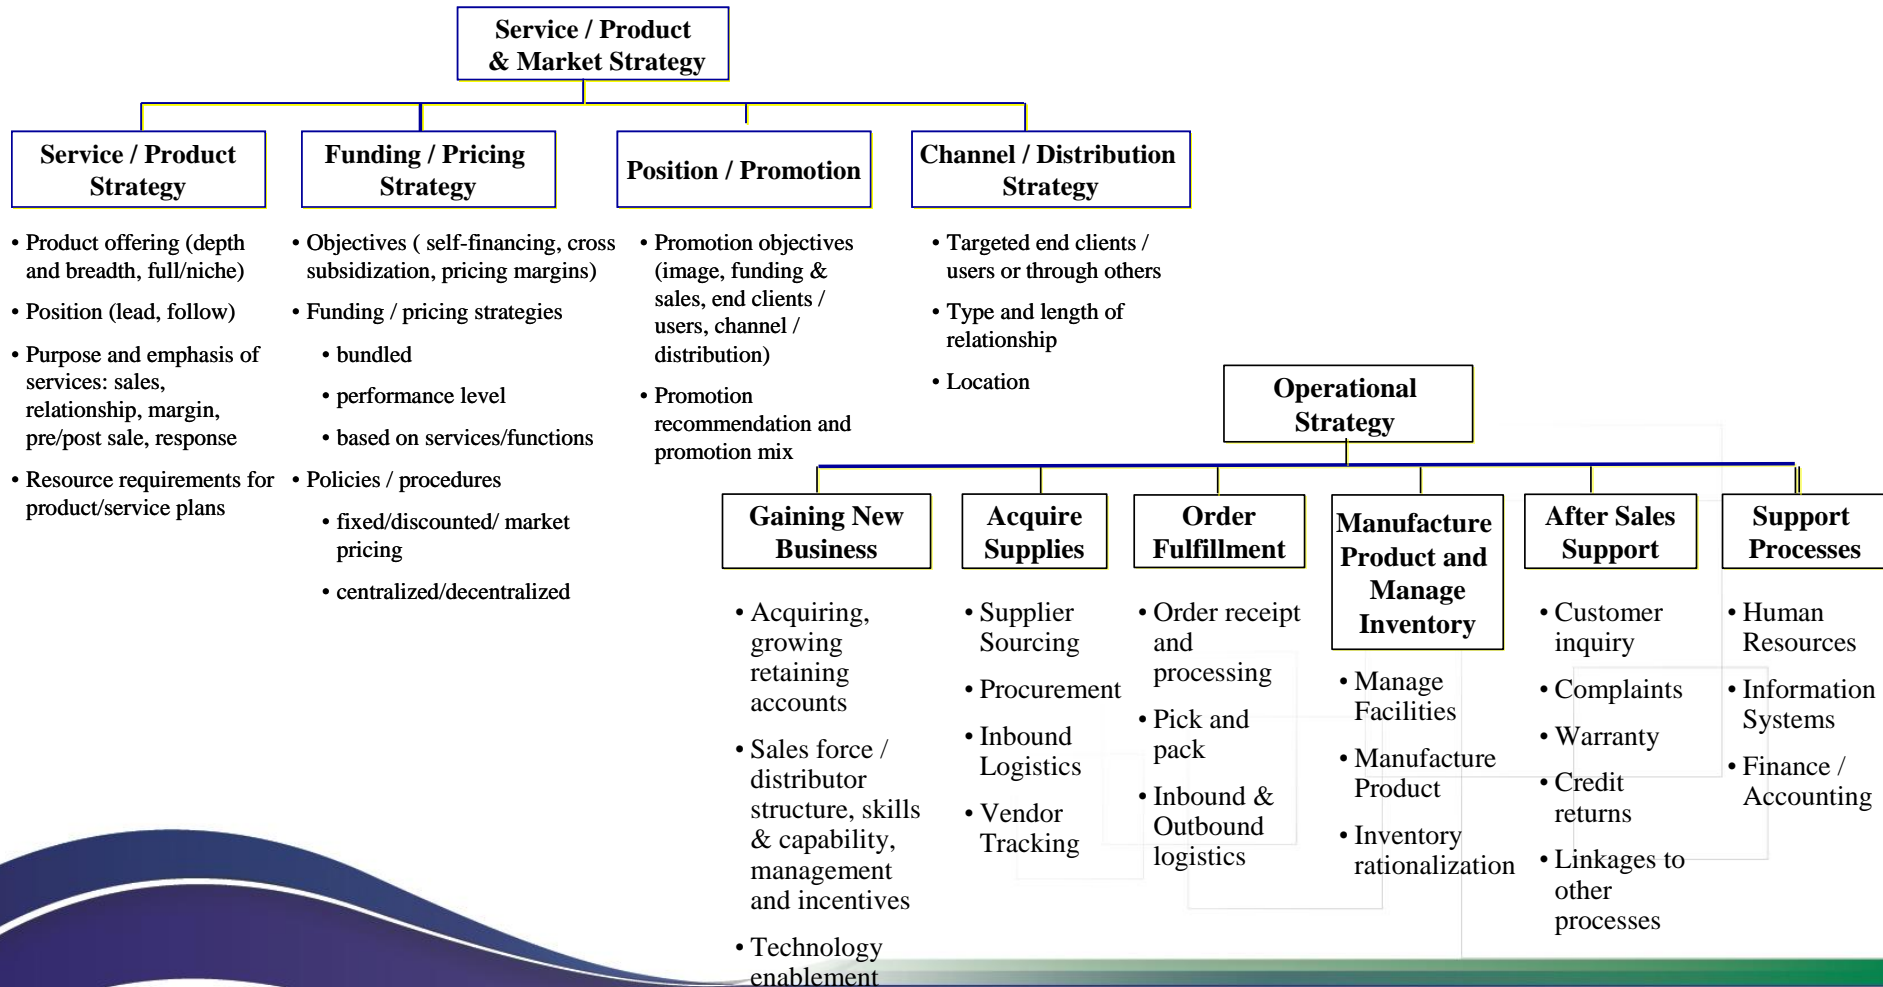 Service / Product
& Market Strategy
Service / Product
Strategy
• Product offering (depth
and breadth, full/niche)
• Position (lead, follow)
• Purpose and emphasis of
services: sales,
relationship, margin,
pre/post sale, response
• Resource requirements for
product/service plans
Funding / Pricing
Strategy
• Objectives ( self-financing, cross
subsidization, pricing margins)
• Funding / pricing strategies
• bundled
• performance level
• based on services/functions
• Policies / procedures
• fixed/discounted/ market
pricing
• centralized/decentralized
Position / Promotion
• Promotion objectives
(image, funding &
sales, end clients /
users, channel /
distribution)
• Promotion
recommendation and
promotion mix
Channel / Distribution
Strategy
• Targeted end clients /
users or through others
• Type and length of
relationship
• Location
Operational
Strategy
Gaining New
Business
• Acquiring,
growing
retaining
accounts
• Sales force /
distributor
structure, skills
& capability,
management
and incentives
• Technology
enablement
Acquire
Supplies
• Supplier
Sourcing
• Procurement
• Inbound
Logistics
• Vendor
Tracking
Order
Fulfillment
• Order receipt
and
processing
• Pick and
pack
• Inbound &
Outbound
logistics
Manufacture
Product and
Manage
Inventory
• Manage
Facilities
• Manufacture
Product
• Inventory
rationalization
After Sales
Support
• Customer
inquiry
• Complaints
• Warranty
• Credit
returns
• Linkages to
other
processes
Support
Processes
• Human
Resources
• Information
Systems
• Finance /
Accounting